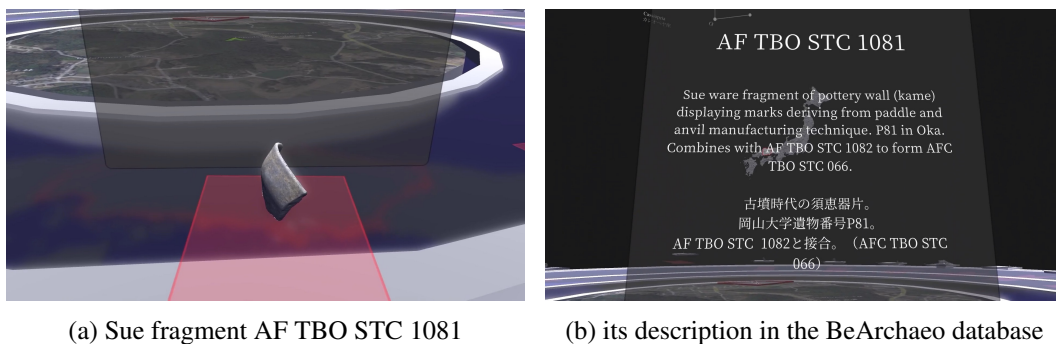 AF TBO STC 1081
Sue ware fragment of pottery wall (kame)
displaying marks deriving from paddle and
anvil manufacturing technique. P81 in Oka.
Combines with AF TBO STC 1082 to form AFC
TBO STC 066.
古墳時代の須恵器片。
岡山大学遺物番号P81。
AF TBO STC 1082と接合。（AFC TBO STC
066）
(a) Sue fragment AF TBO STC 1081
(b) its description in the BeArchaeo database